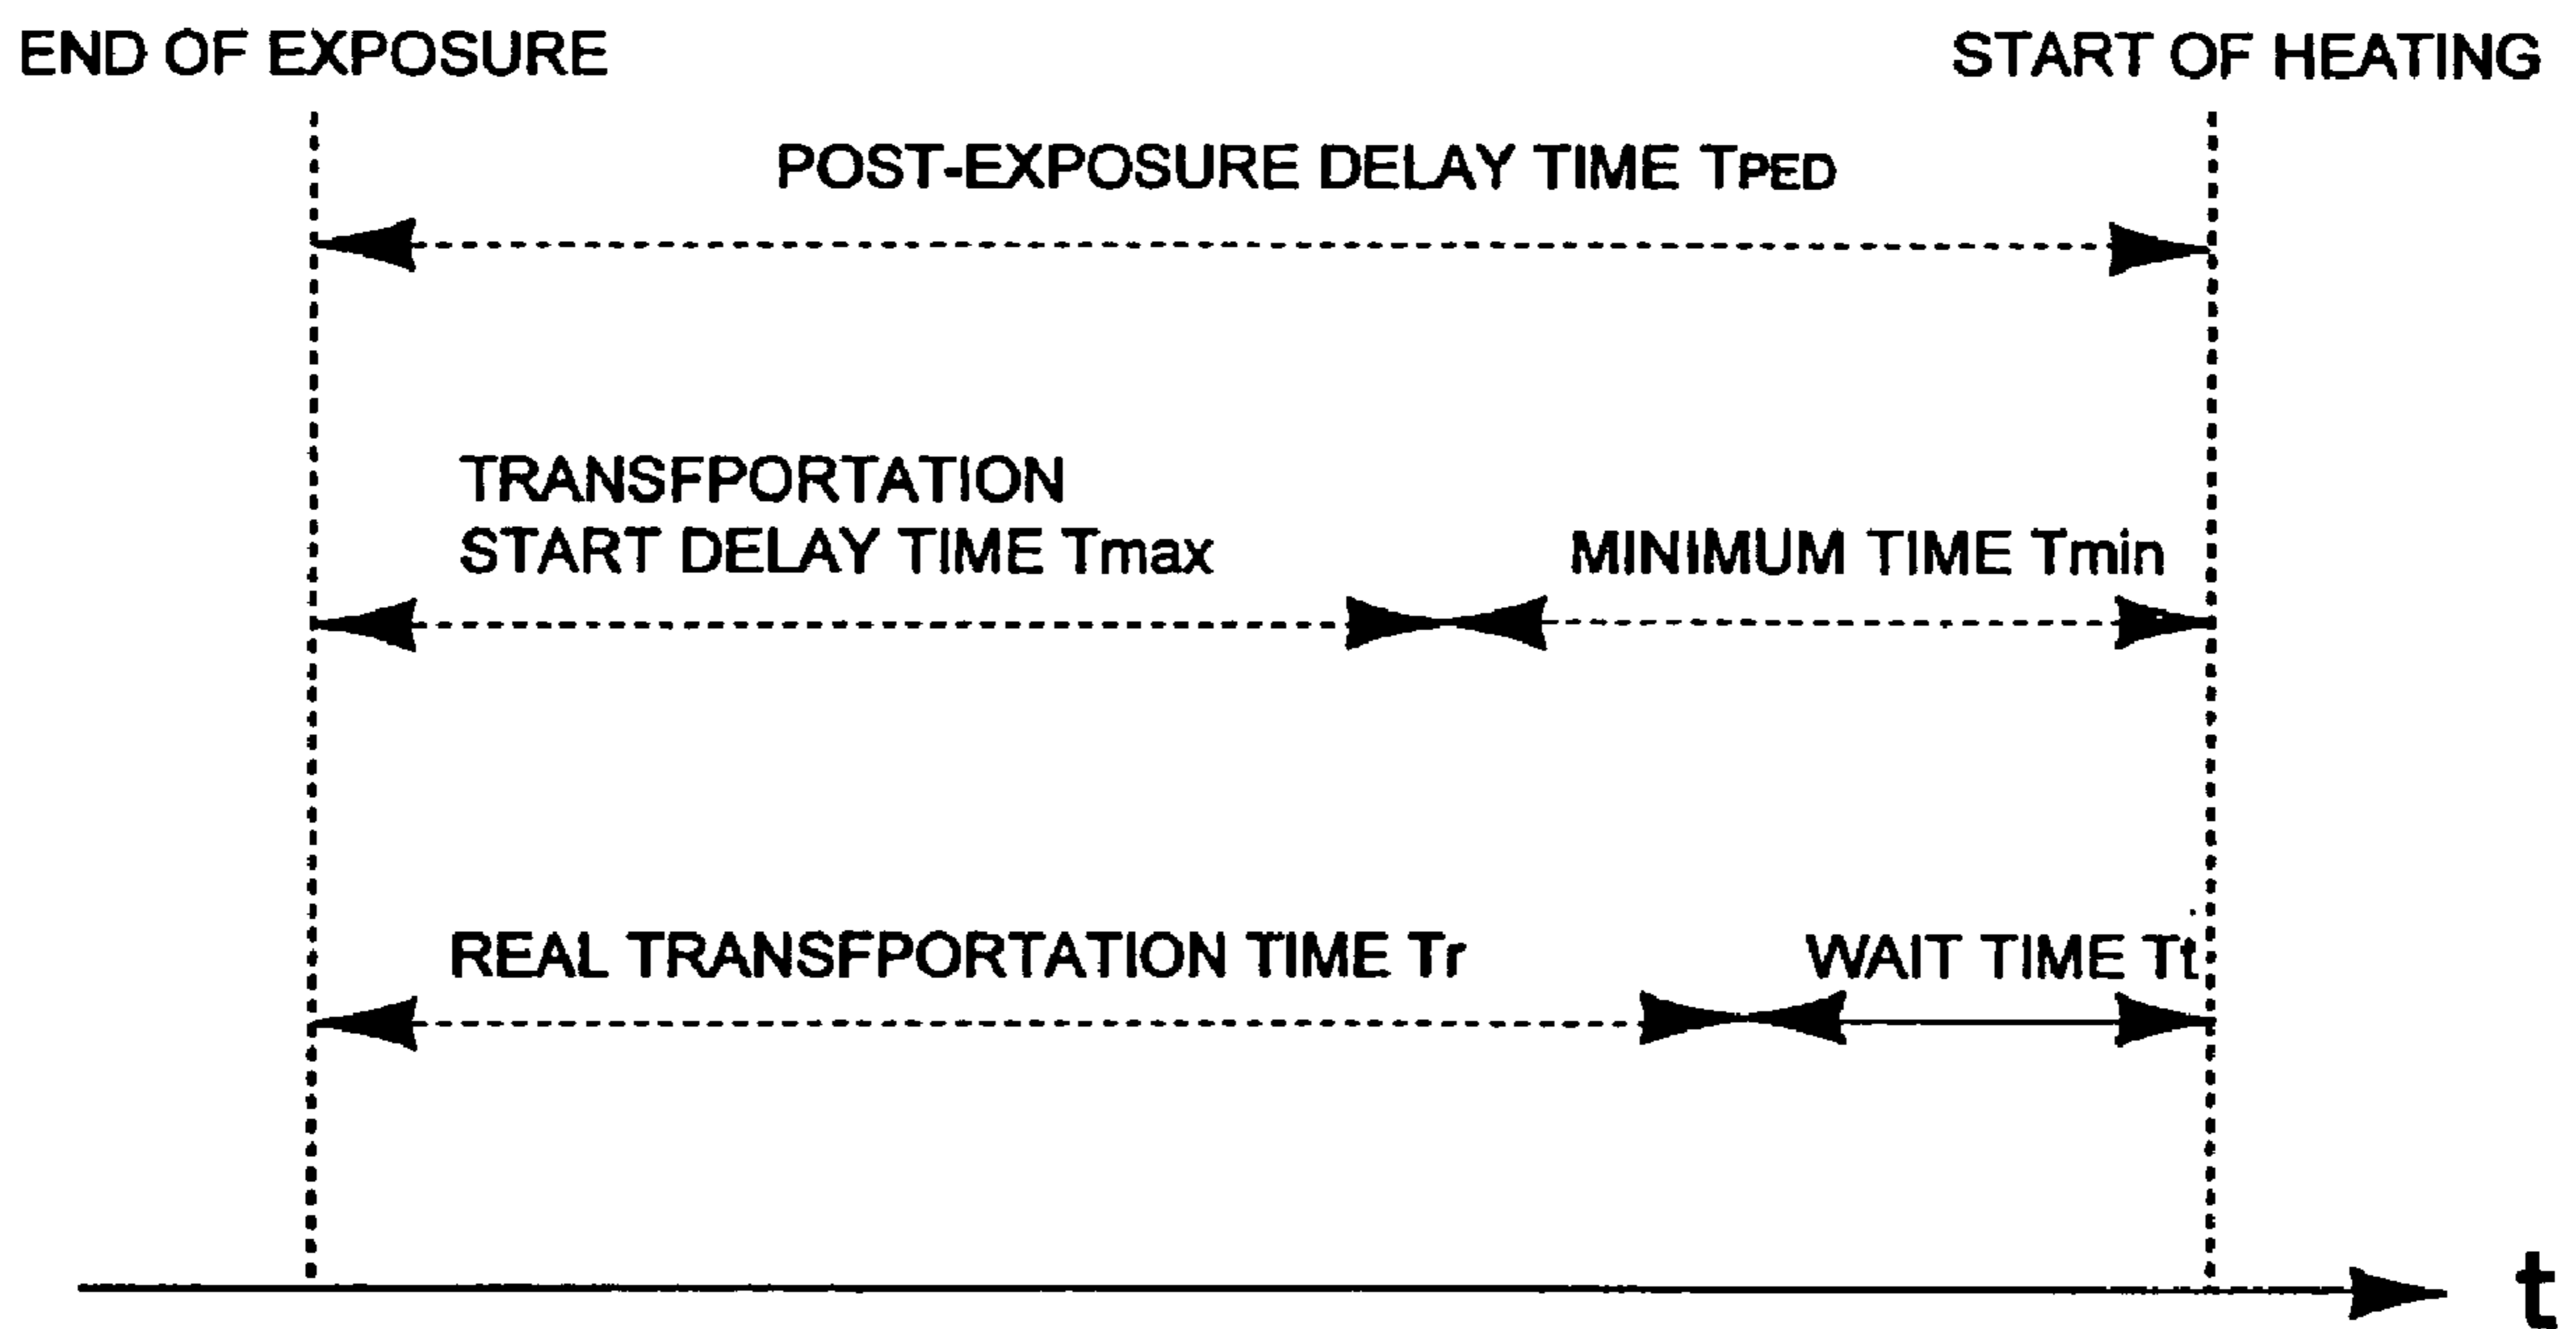 END OF EXPOSURE
START OF HEATING
POST-EXPOSURE DELAY TIME TPED
TRANSFPORTATION
START DELAY TIME Tmax
MINIMUM TIME Tmin
REAL TRANSFPORTATION TIME Tr
WAIT TIME Tt
t